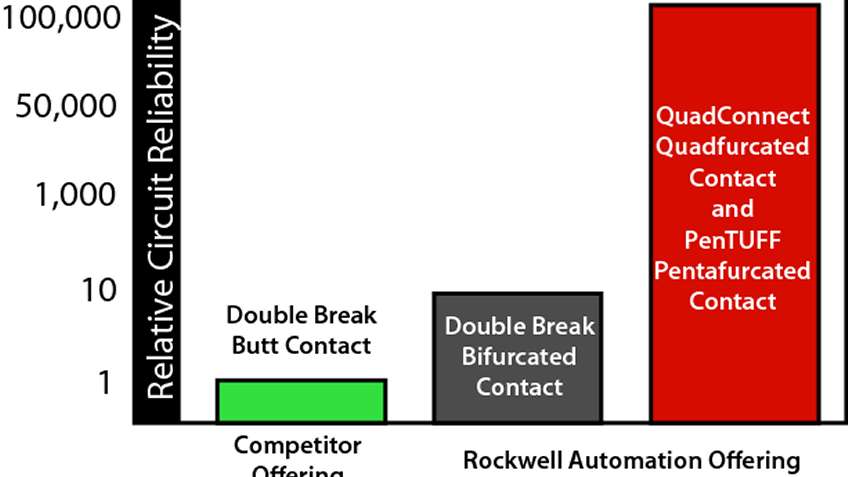 100,000
50,000
1,000
10
1
Relative Circuit Reliability
Double Break
Butt Contact
Double Break
Bifurcated
Contact
QuadConnect
Quadfurcated
Contact
and
PenTUFF
Pentafurcated
Contact
Competitor
Offering
Rockwell Automation Offering